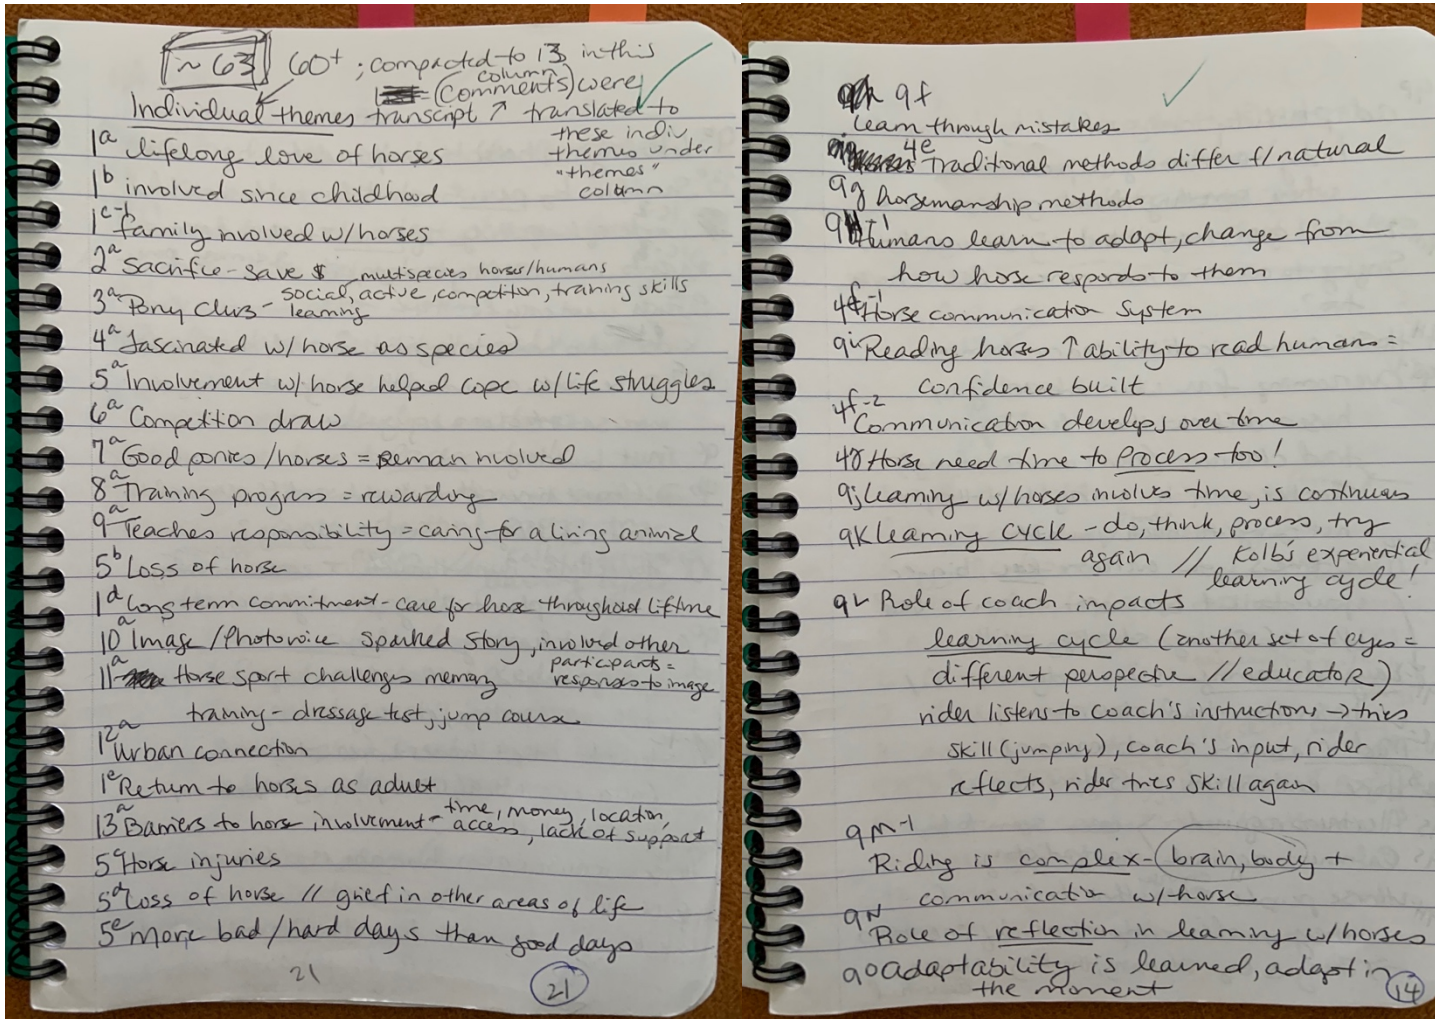 ~ 63 60+ ; compacted to 13 in this
column
= (comments) were
Individual themes transcript ↗ translated to
these indiv,
themes under
"themes"
column
1a lifelong love of horses
1b involved since childhood
1c-1 family involved w/horses
2a Sacrifice - save $ multispecies horses/humans
3a Pony Club - social, active, competition, training skills
learning
4a fascinated w/horse as species
5a Involvement w/horse helped cope w/life struggles
6a Competition draw
7a Good ponies/horses = Reman nvolved
8a Training progress = rewarding
9a Teaches responsibility = caring for a living animal
5b Loss of horse
1d Long term commitment - care for horse throughout lifetime
10a Image/Photovoice sparked story, involved other
participants =
responses to image
11a Horse sport challenges memory
training - dressage test, jump course
12a Urban connection
1e Return to horses as adult
13a Barriers to horse involvement - time, money, location,
access, lack of support
5c Horse injuries
5d Loss of horse // grief in other areas of life
5e More bad/hard days than good days
21 21
9f
learn through mistakes
4e Traditional methods differ f/natural
9g horsemanship methods
9H-1 Humans learn to adapt, change from
how horse responds to them
4f-1 Horse communication system
9i Reading horses ↑ ability to read humans =
confidence built
4f-2
Communication develops over time
4g Horse need time to process too!
9j learning w/horses involves time, is continuous
9K learning cycle - do, think, process, try
again // Kolb's experiential
learning cycle!
9L Role of coach impacts
learning cycle (another set of eyes =
different perspective // educator)
rider listens to coach's instructions → tries
skill (jumping), coach's input, rider
reflects, rider tries skill again
9M-1
Riding is complex - brain, body +
communication w/horse
9N
Role of reflection in learning w/horses
9o adaptability is learned, adapt in
the moment 14